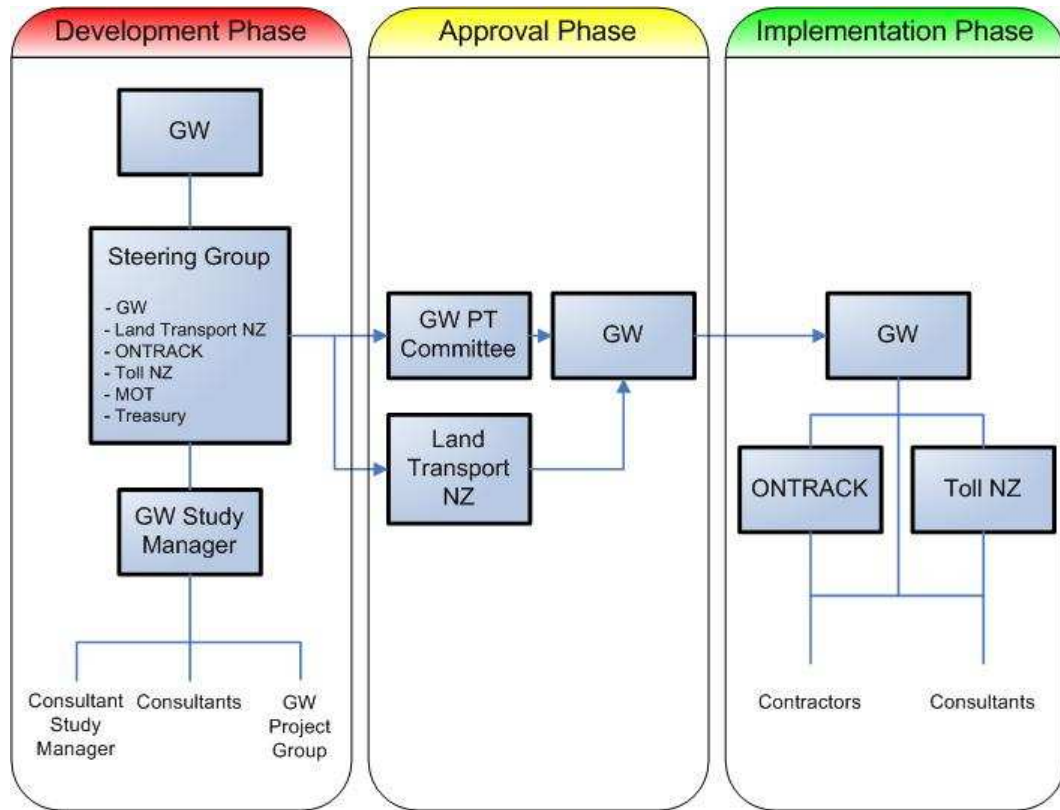 Development Phase
GW
Steering Group
- GW
- Land Transport NZ
- ONTRACK
- Toll NZ
- MOT
- Treasury
GW Study
Manager
Consultant
Study
Manager
Consultants
GW
Project
Group
Approval Phase
GW PT
Committee
GW
Land
Transport
NZ
Implementation Phase
GW
ONTRACK
Toll NZ
Contractors
Consultants